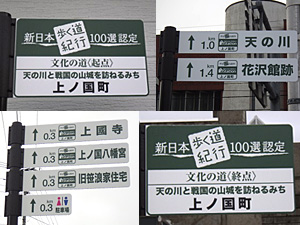 新日本歩く道紀行100選認定
文化の道〈起点〉
天の川と戦国の山城を訪ねるみち
上ノ国町
↑ 1.0 天の川
↑ 1.4 花沢館跡
↑ 0.3 上國寺
↑ 0.3 上ノ国八幡宮
↑ 0.3 旧笹浪家住宅
↑ 0.3 駐車場
新日本歩く道紀行100選認定
文化の道〈終点〉
天の川と戦国の山城を訪ねるみち
上ノ国町